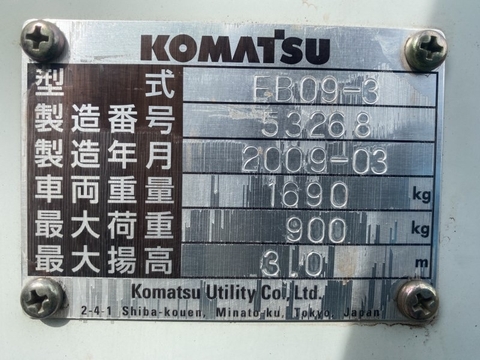 KOMATSU
型式 EB09-3
製造番号 53268
製造年月 2009-03
車両重量 1690 kg
最大荷重 900 kg
最大揚高 3.0 m
Komatsu Utility Co., Ltd.
2-4-1 Shiba-kouen, Minato-ku, Tokyo, Japan